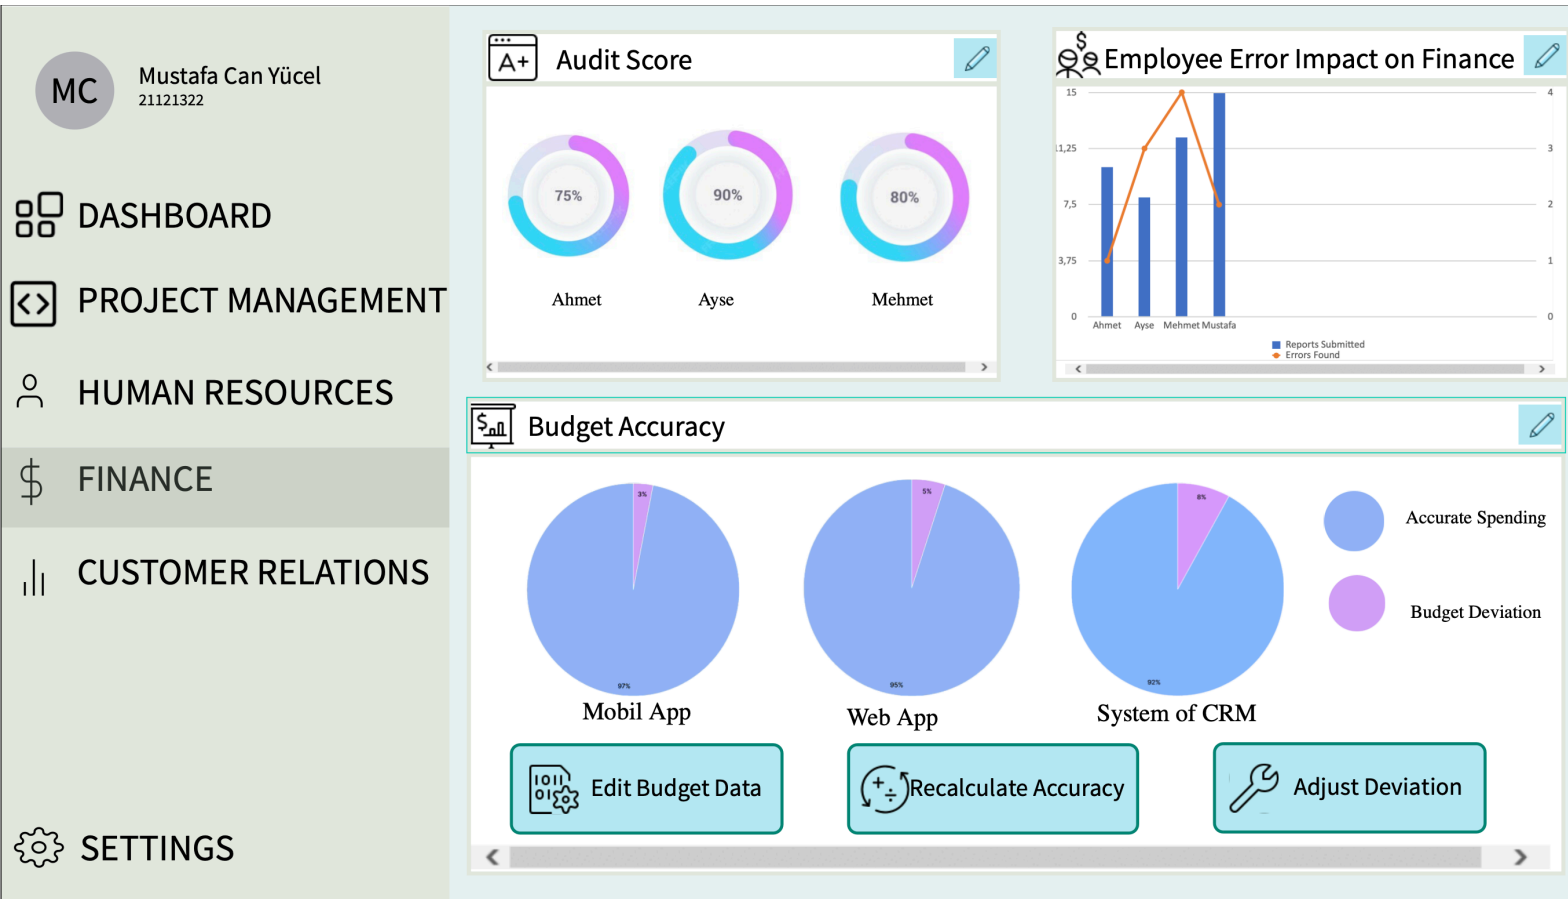 MC
Mustafa Can Yücel
21121322
DASHBOARD
PROJECT MANAGEMENT
HUMAN RESOURCES
FINANCE
CUSTOMER RELATIONS
SETTINGS
A+
Audit Score
75%
90%
80%
Ahmet
Ayse
Mehmet
$
Employee Error Impact on Finance
15
4
11,25
3
7,5
2
3,75
1
0
0
Ahmet
Ayse
Mehmet
Mustafa
Reports Submitted
Errors Found
$
Budget Accuracy
3%
97%
Mobil App
5%
95%
Web App
8%
92%
System of CRM
Accurate Spending
Budget Deviation
Edit Budget Data
Recalculate Accuracy
Adjust Deviation